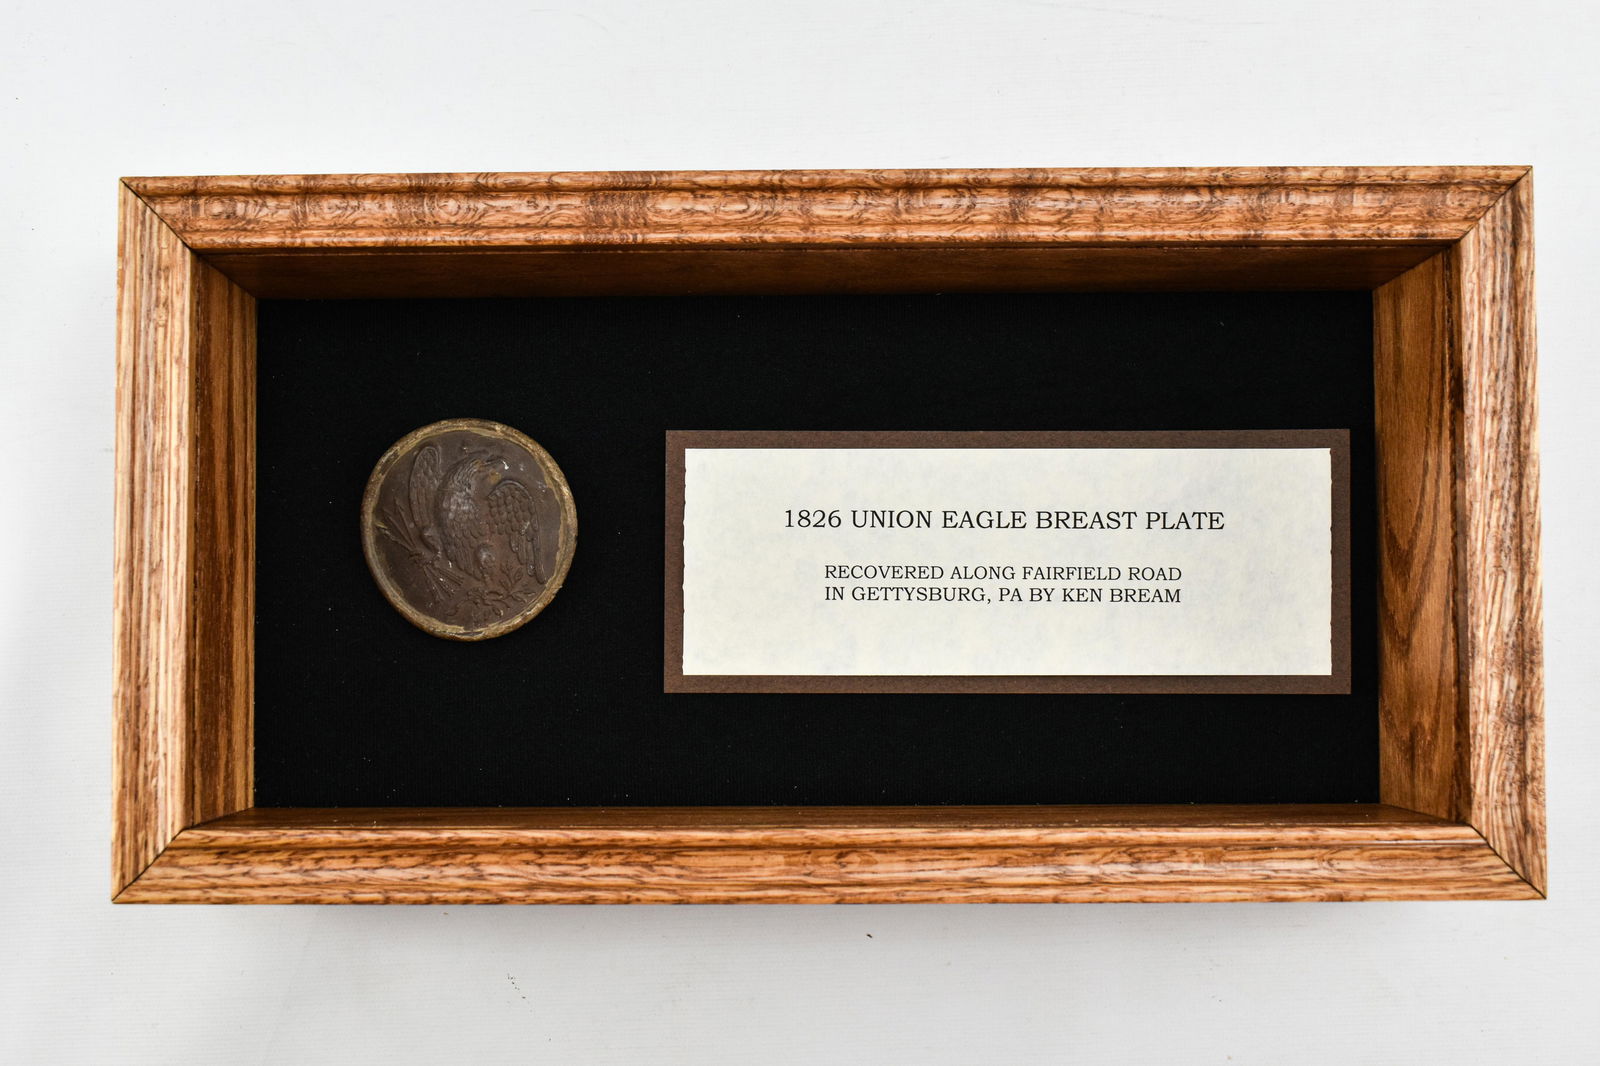 1826 UNION EAGLE BREAST PLATE
RECOVERED ALONG FAIRFIELD ROAD
IN GETTYSBURG, PA BY KEN BREAM